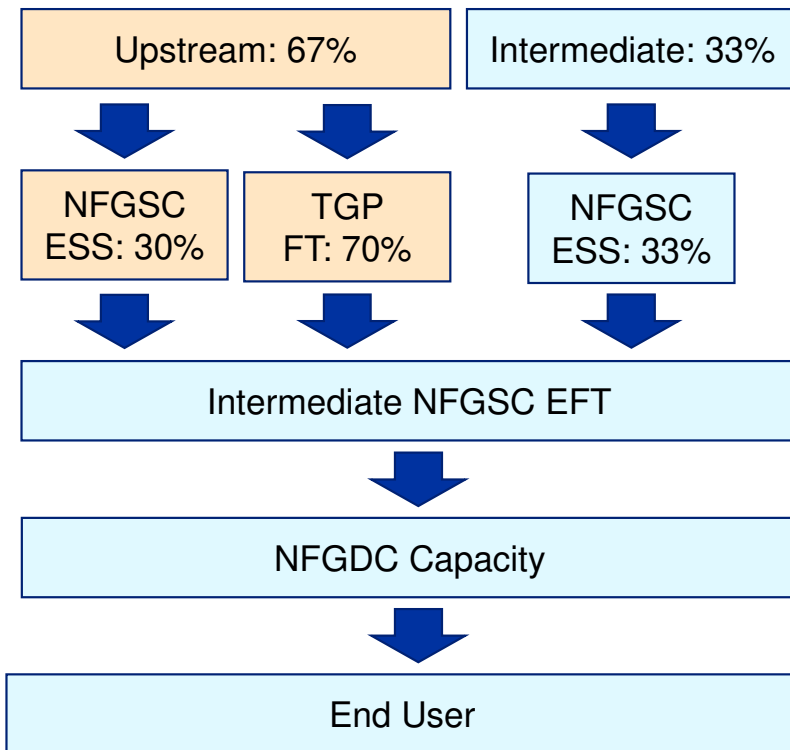 Upstream: 67%
Intermediate: 33%
NFGSC
ESS: 30%
TGP
FT: 70%
NFGSC
ESS: 33%
Intermediate NFGSC EFT
NFGDC Capacity
End User